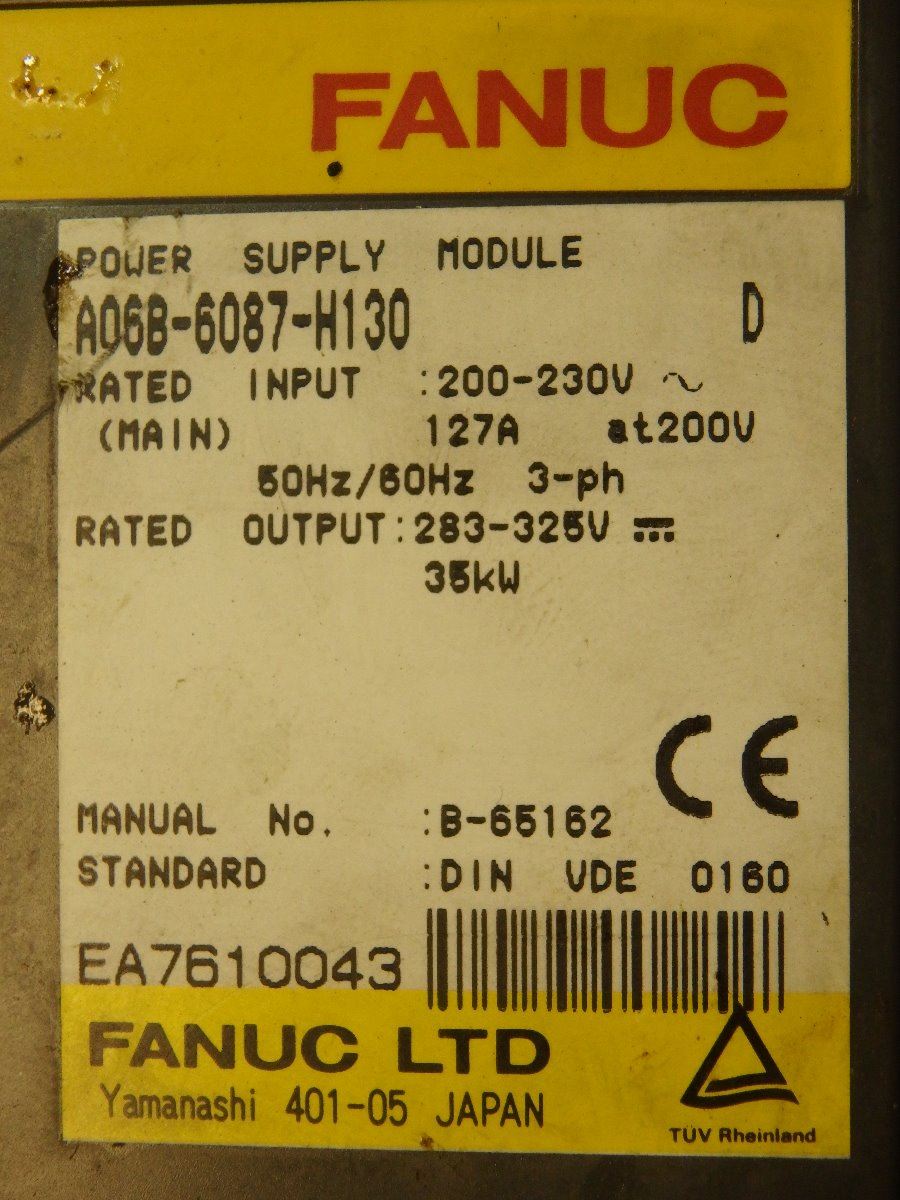 FANUC
POWER SUPPLY MODULE
A06B-6087-H130 D
RATED INPUT :200-230V ~
(MAIN) 127A at200V
50Hz/60Hz 3-ph
RATED OUTPUT:283-325V ⎓
35kW
CE
MANUAL No. :B-65162
STANDARD :DIN VDE 0160
EA7610043
FANUC LTD
Yamanashi 401-05 JAPAN
TÜV Rheinland